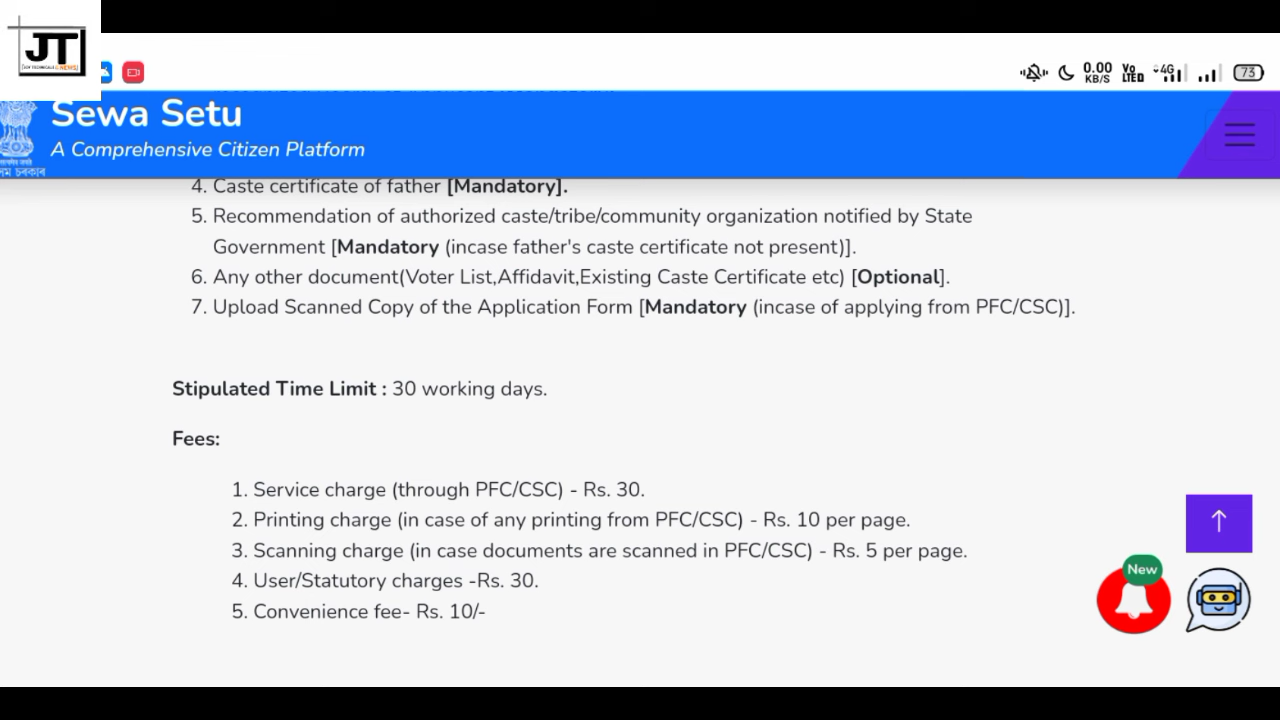 JT
NEWS
0.00
KB/S
Vo
LTE
4G
73
Sewa Setu
A Comprehensive Citizen Platform
4. Caste certificate of father [Mandatory].
5. Recommendation of authorized caste/tribe/community organization notified by State
Government [Mandatory (incase father's caste certificate not present)].
6. Any other document(Voter List,Affidavit,Existing Caste Certificate etc) [Optional].
7. Upload Scanned Copy of the Application Form [Mandatory (incase of applying from PFC/CSC)].
Stipulated Time Limit : 30 working days.
Fees:
1. Service charge (through PFC/CSC) - Rs. 30.
2. Printing charge (in case of any printing from PFC/CSC) - Rs. 10 per page.
3. Scanning charge (in case documents are scanned in PFC/CSC) - Rs. 5 per page.
4. User/Statutory charges -Rs. 30.
5. Convenience fee- Rs. 10/-
New